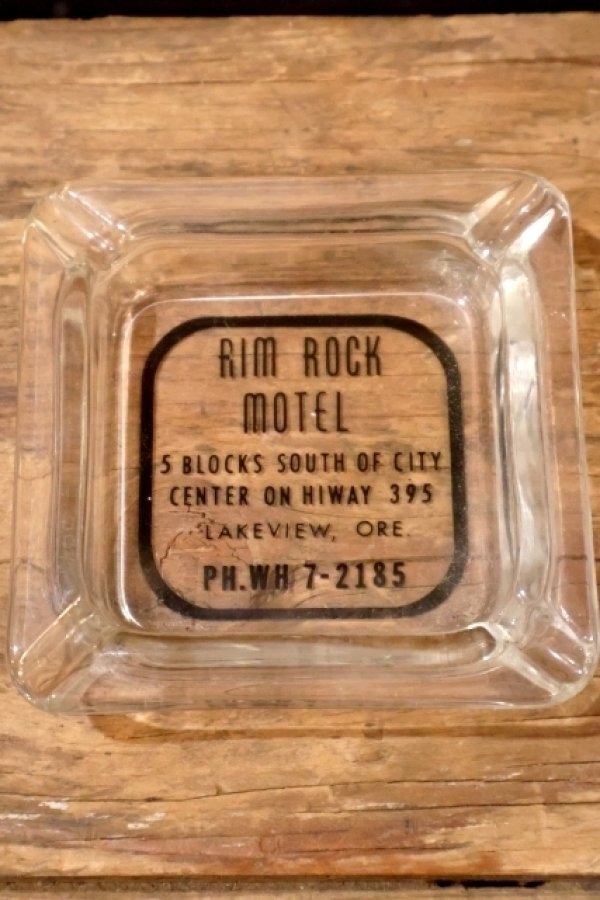 RIM ROCK
MOTEL
5 BLOCKS SOUTH OF CITY
CENTER ON HIWAY 395
LAKEVIEW, ORE.
PH.WH 7-2185